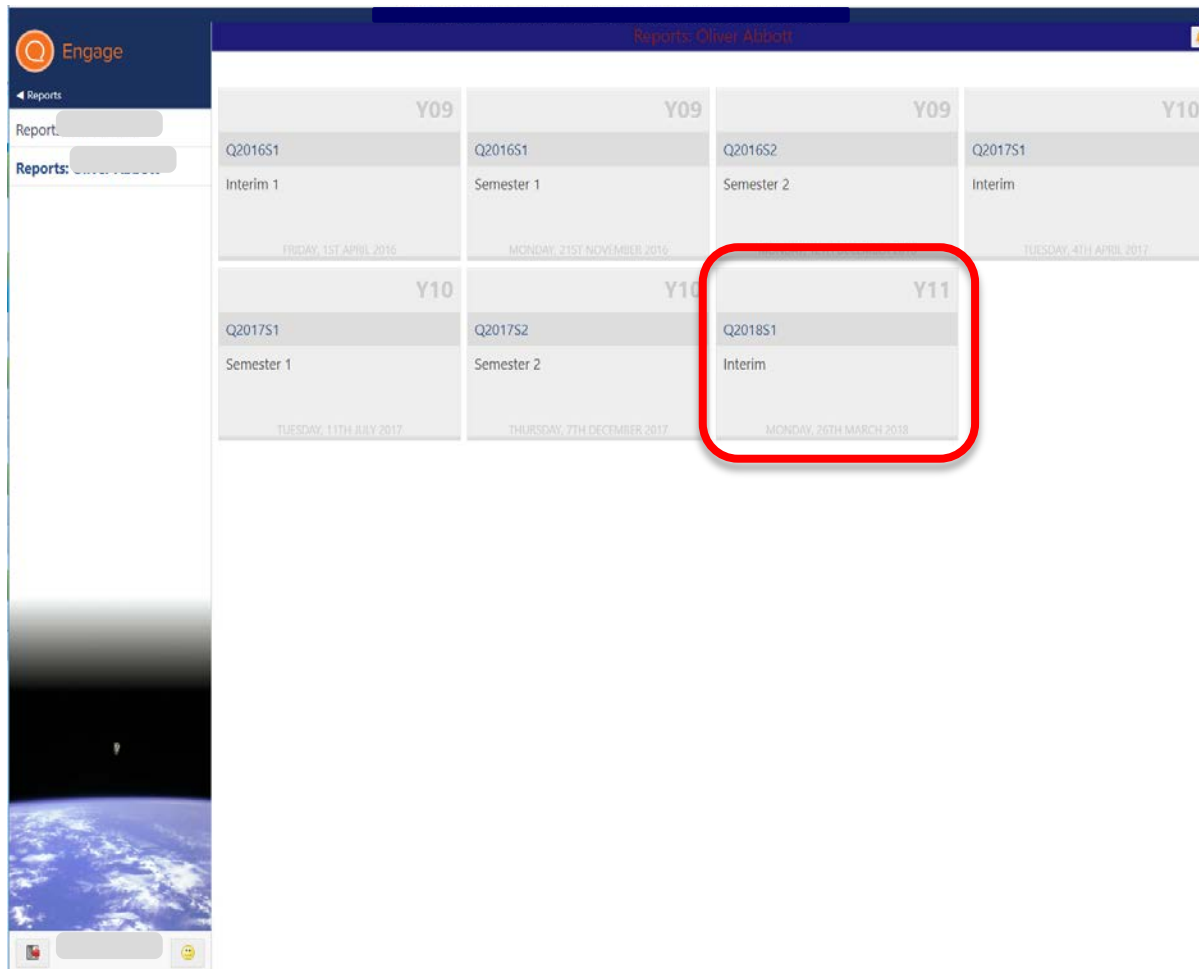 Engage
Reports: Oliver Abbott
◀ Reports
Report
Reports:
Y09
Q2016S1
Interim 1
FRIDAY, 1ST APRIL 2016
Y09
Q2016S1
Semester 1
MONDAY, 21ST NOVEMBER 2016
Y09
Q2016S2
Semester 2
Y10
Q2017S1
Interim
TUESDAY, 4TH APRIL 2017
Y10
Q2017S1
Semester 1
TUESDAY, 11TH JULY 2017
Y10
Q2017S2
Semester 2
THURSDAY, 7TH DECEMBER 2017
Y11
Q2018S1
Interim
MONDAY, 26TH MARCH 2018